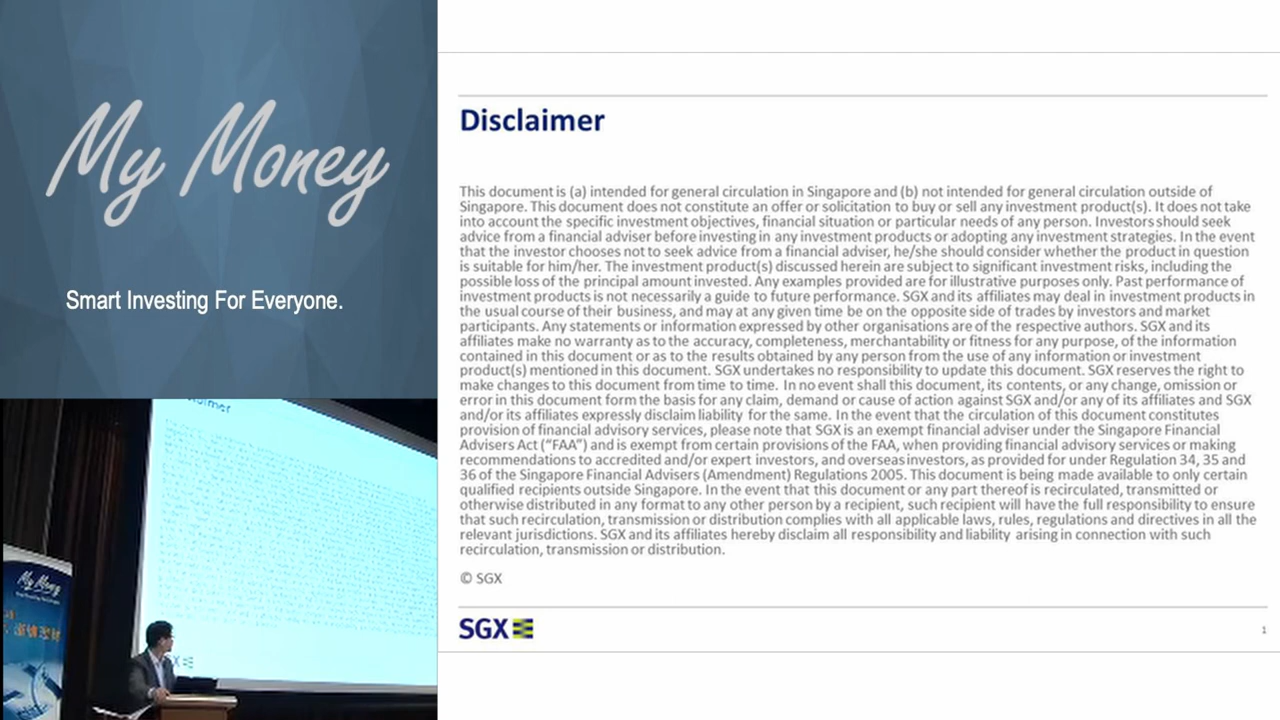 My Money
Smart Investing For Everyone.
Disclaimer
This document is (a) intended for general circulation in Singapore and (b) not intended for general circulation outside of
Singapore. This document does not constitute an offer or solicitation to buy or sell any investment product(s). It does not take
into account the specific investment objectives, financial situation or particular needs of any person. Investors should seek
advice from a financial adviser before investing in any investment products or adopting any investment strategies. In the event
that the investor chooses not to seek advice from a financial adviser, he/she should consider whether the product in question
is suitable for him/her. The investment product(s) discussed herein are subject to significant investment risks, including the
possible loss of the principal amount invested. Any examples provided are for illustrative purposes only. Past performance of
investment products is not necessarily a guide to future performance. SGX and its affiliates may deal in investment products in
the usual course of their business, and may at any given time be on the opposite side of trades by investors and market
participants. Any statements or information expressed by other organisations are of the respective authors. SGX and its
affiliates make no warranty as to the accuracy, completeness, merchantability or fitness for any purpose, of the information
contained in this document or as to the results obtained by any person from the use of any information or investment
product(s) mentioned in this document. SGX undertakes no responsibility to update this document. SGX reserves the right to
make changes to this document from time to time. In no event shall this document, its contents, or any change, omission or
error in this document form the basis for any claim, demand or cause of action against SGX and/or any of its affiliates and SGX
and/or its affiliates expressly disclaim liability for the same. In the event that the circulation of this document constitutes
provision of financial advisory services, please note that SGX is an exempt financial adviser under the Singapore Financial
Advisers Act (“FAA”) and is exempt from certain provisions of the FAA, when providing financial advisory services or making
recommendations to accredited and/or expert investors, and overseas investors, as provided for under Regulation 34, 35 and
36 of the Singapore Financial Advisers (Amendment) Regulations 2005. This document is being made available to only certain
qualified recipients outside Singapore. In the event that this document or any part thereof is recirculated, transmitted or
otherwise distributed in any format to any other person by a recipient, such recipient will have the full responsibility to ensure
that such recirculation, transmission or distribution complies with all applicable laws, rules, regulations and directives in all the
relevant jurisdictions. SGX and its affiliates hereby disclaim all responsibility and liability arising in connection with such
recirculation, transmission or distribution.
© SGX
SGX
1
My Money